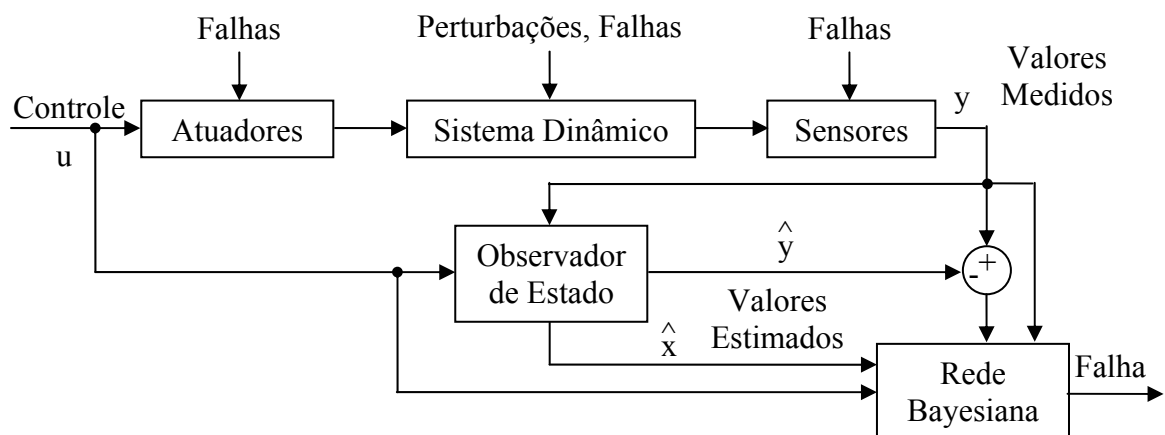 Falhas
Perturbações, Falhas
Falhas
Valores
Medidos
Controle
u
Atuadores
Sistema Dinâmico
Sensores
y
Observador
de Estado
^
y
-
+
Valores
Estimados
^
x
Rede
Bayesiana
Falha